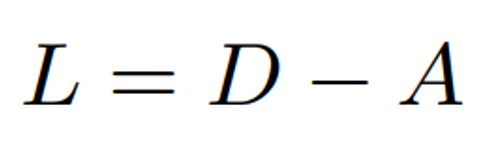 L = D − A